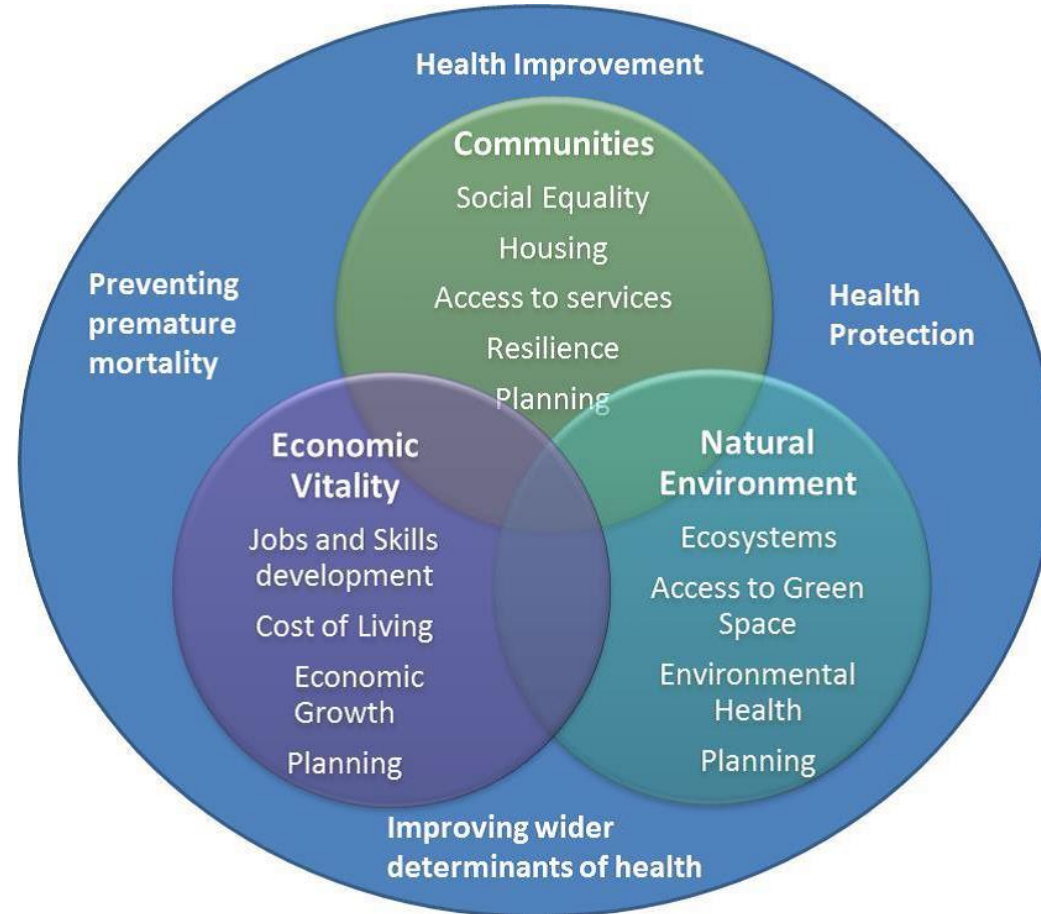 Health Improvement
Communities
Social Equality
Housing
Access to services
Resilience
Planning
Preventing
premature
mortality
Health
Protection
Economic
Vitality
Jobs and Skills
development
Cost of Living
Economic
Growth
Planning
Natural
Environment
Ecosystems
Access to Green
Space
Environmental
Health
Planning
Improving wider
determinants of health